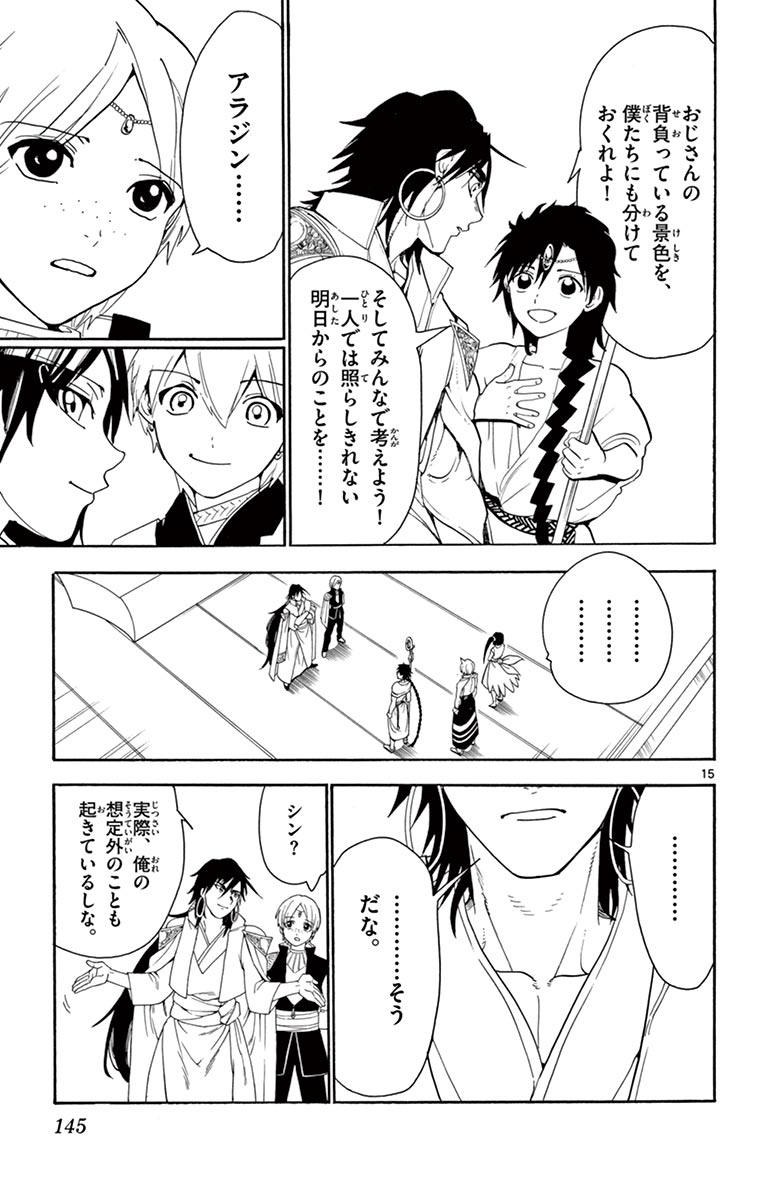 おじさんの
背負っている景色を、
僕たちにも分けて
おくれよ！
そしてみんなで考えよう！
一人では照らしきれない
明日からのことを……！
アラジン……
………
………
………
15
………
………そう
だな。
シン？
実際、俺の
想定外のことも
起きているしな。
145